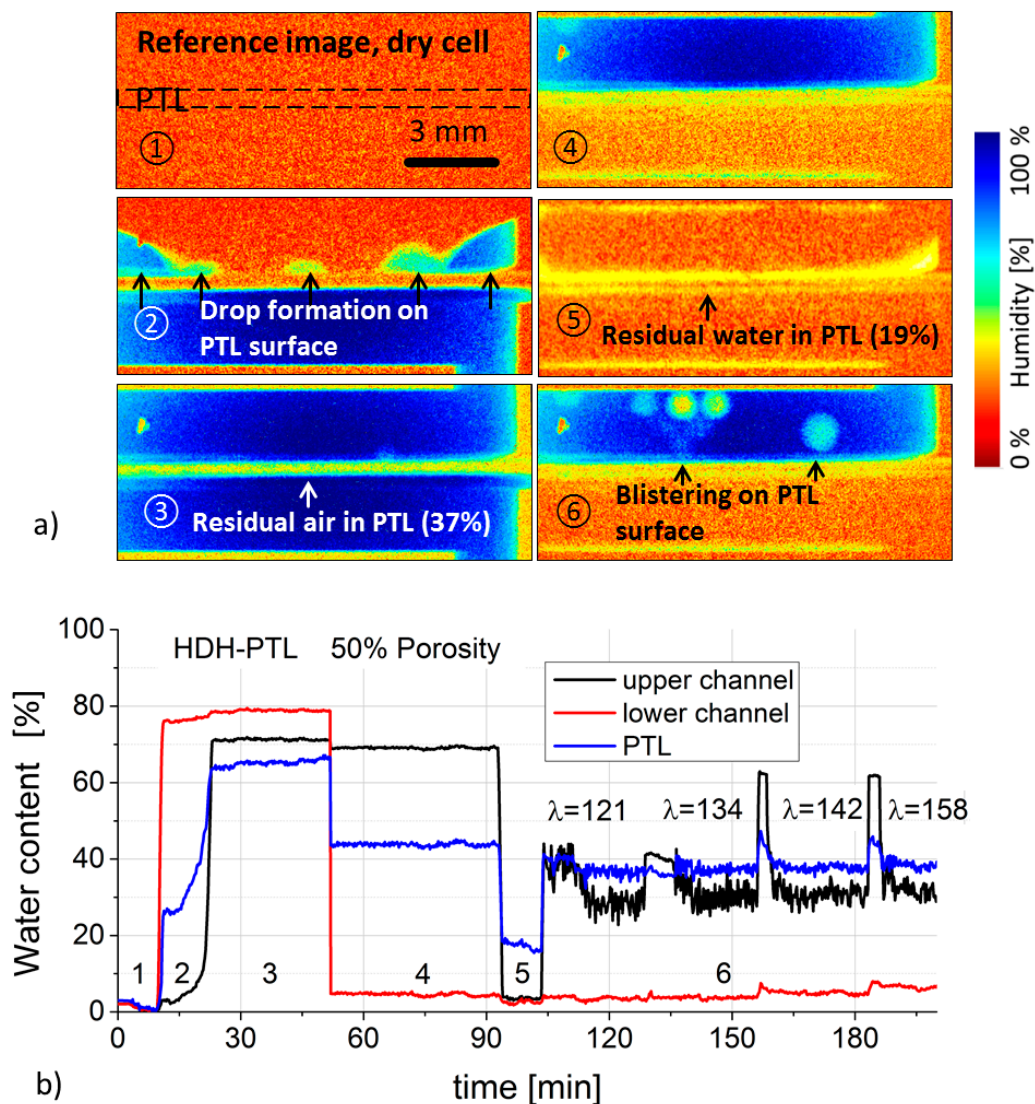 Reference image, dry cell
PTL
①
3 mm
④
Drop formation on
② PTL surface
⑤
Residual water in PTL (19%)
③ Residual air in PTL (37%)
Blistering on PTL
⑥ surface
100 %
Humidity [%]
0 %
a)
HDH-PTL 50% Porosity
upper channel
lower channel
PTL
λ=121 λ=134 λ=142 λ=158
1 2 3 4 5 6
Water content [%]
100
80
60
40
20
0
0 30 60 90 120 150 180
time [min]
b)